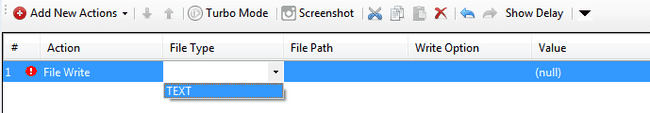 Add New Actions Turbo Mode Screenshot Show Delay
# Action File Type File Path Write Option Value
1 File Write (null)
TEXT